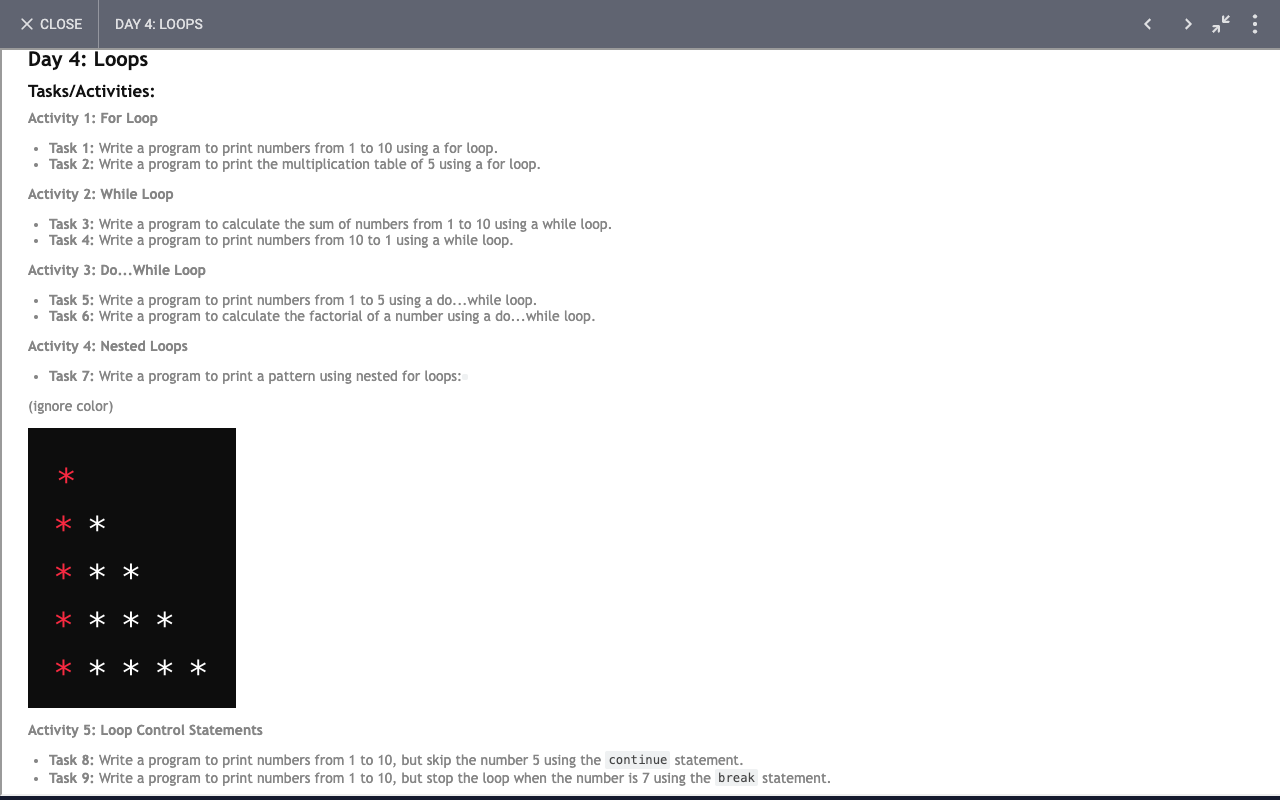 CLOSE DAY 4: LOOPS
Day 4: Loops
Tasks/Activities:
Activity 1: For Loop
• Task 1: Write a program to print numbers from 1 to 10 using a for loop.
• Task 2: Write a program to print the multiplication table of 5 using a for loop.
Activity 2: While Loop
• Task 3: Write a program to calculate the sum of numbers from 1 to 10 using a while loop.
• Task 4: Write a program to print numbers from 10 to 1 using a while loop.
Activity 3: Do...While Loop
• Task 5: Write a program to print numbers from 1 to 5 using a do...while loop.
• Task 6: Write a program to calculate the factorial of a number using a do...while loop.
Activity 4: Nested Loops
• Task 7: Write a program to print a pattern using nested for loops:
(ignore color)
*
* *
* * *
* * * *
* * * * *
Activity 5: Loop Control Statements
• Task 8: Write a program to print numbers from 1 to 10, but skip the number 5 using the continue statement.
• Task 9: Write a program to print numbers from 1 to 10, but stop the loop when the number is 7 using the break statement.